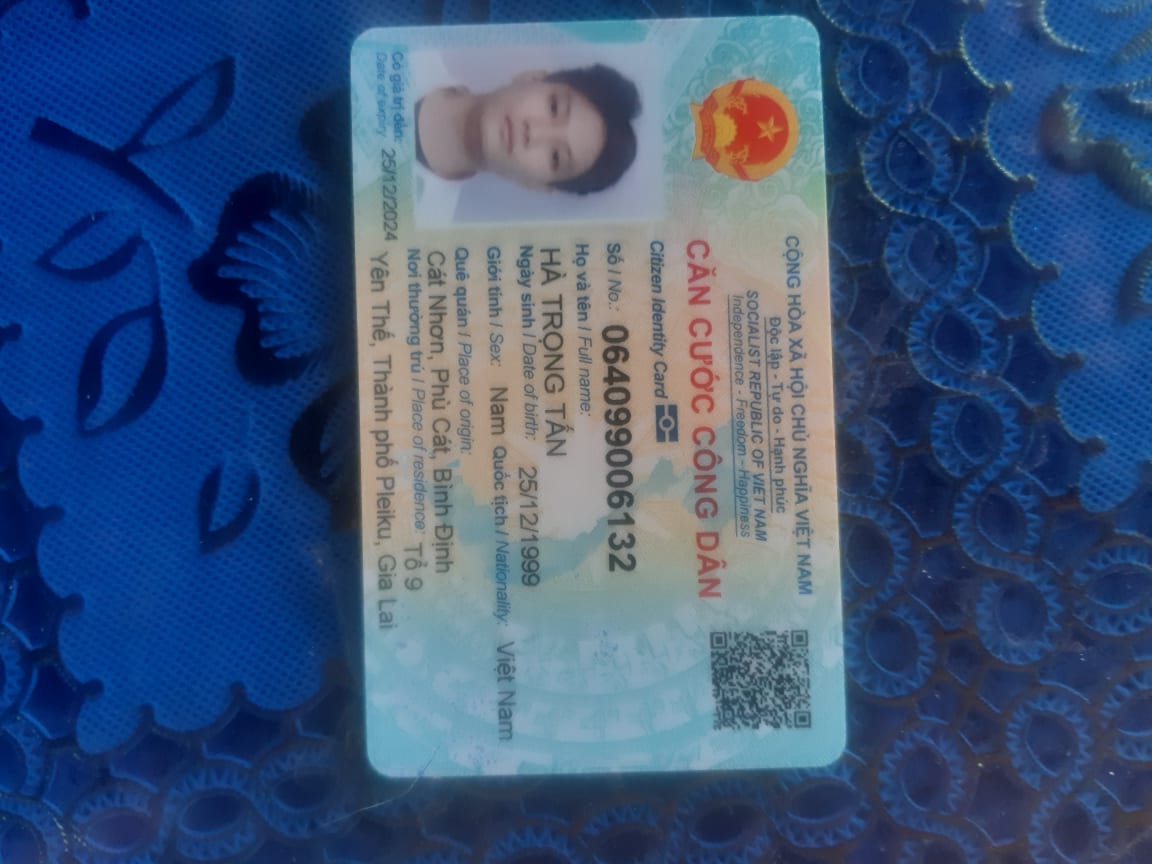 CỘNG HÒA XÃ HỘI CHỦ NGHĨA VIỆT NAM
Độc lập - Tự do - Hạnh phúc
SOCIALIST REPUBLIC OF VIET NAM
Independence - Freedom - Happiness
CĂN CƯỚC CÔNG DÂN
Citizen Identity Card
Số / No.: 064099006132
Họ và tên / Full name:
HÀ TRỌNG TẤN
Ngày sinh / Date of birth: 25/12/1999
Giới tính / Sex: Nam Quốc tịch / Nationality: Việt Nam
Quê quán / Place of origin:
Cát Nhơn, Phù Cát, Bình Định
Nơi thường trú / Place of residence: Tổ 9
Yên Thế, Thành phố Pleiku, Gia Lai
Có giá trị đến: 25/12/2024
Date of expiry